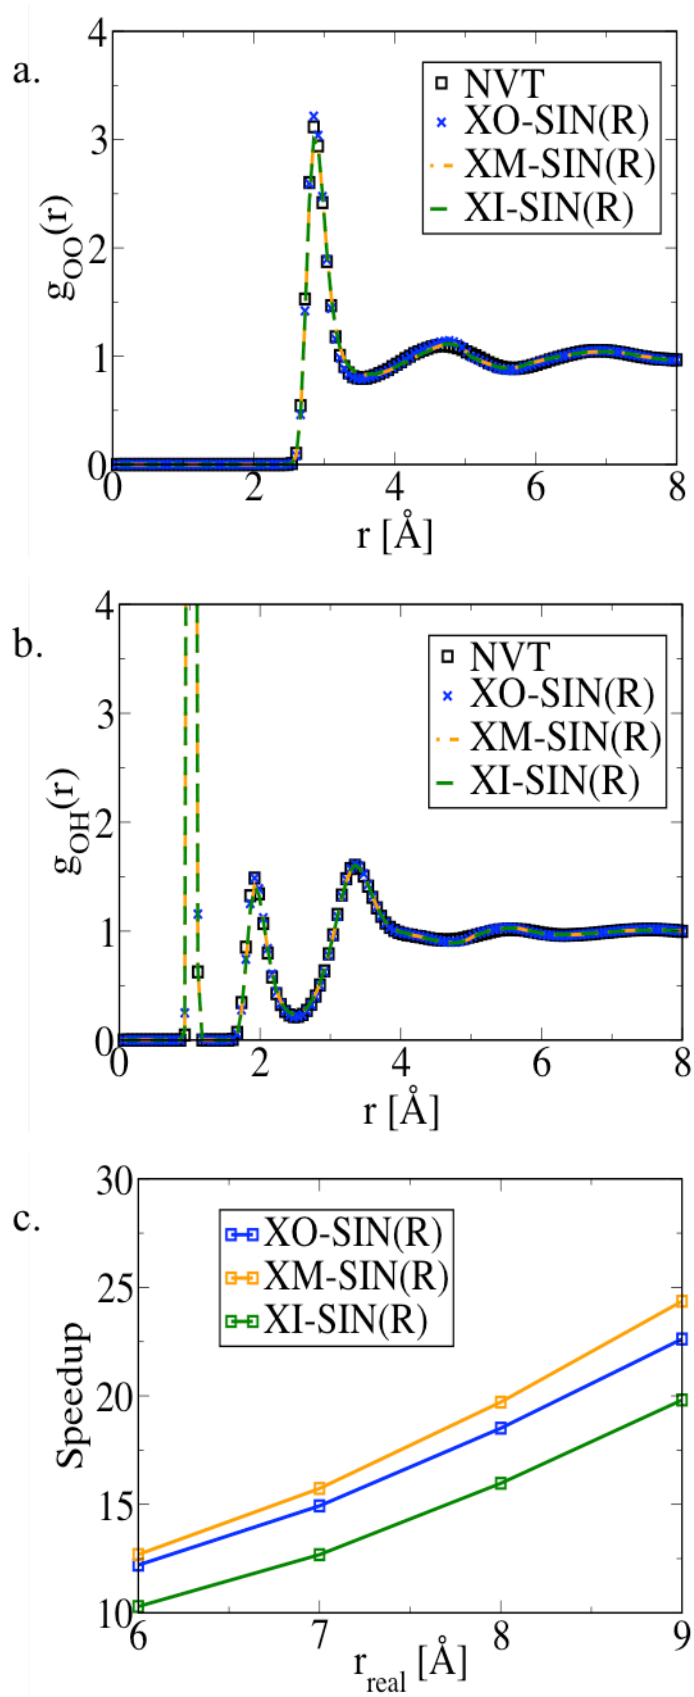 a.
4
3
2
1
0
g_OO(r)
NVT
XO-SIN(R)
XM-SIN(R)
XI-SIN(R)
0 2 4 6 8
r [Å]
b.
4
3
2
1
0
g_OH(r)
NVT
XO-SIN(R)
XM-SIN(R)
XI-SIN(R)
0 2 4 6 8
r [Å]
c.
30
25
20
15
10
Speedup
XO-SIN(R)
XM-SIN(R)
XI-SIN(R)
6 7 8 9
r_real [Å]